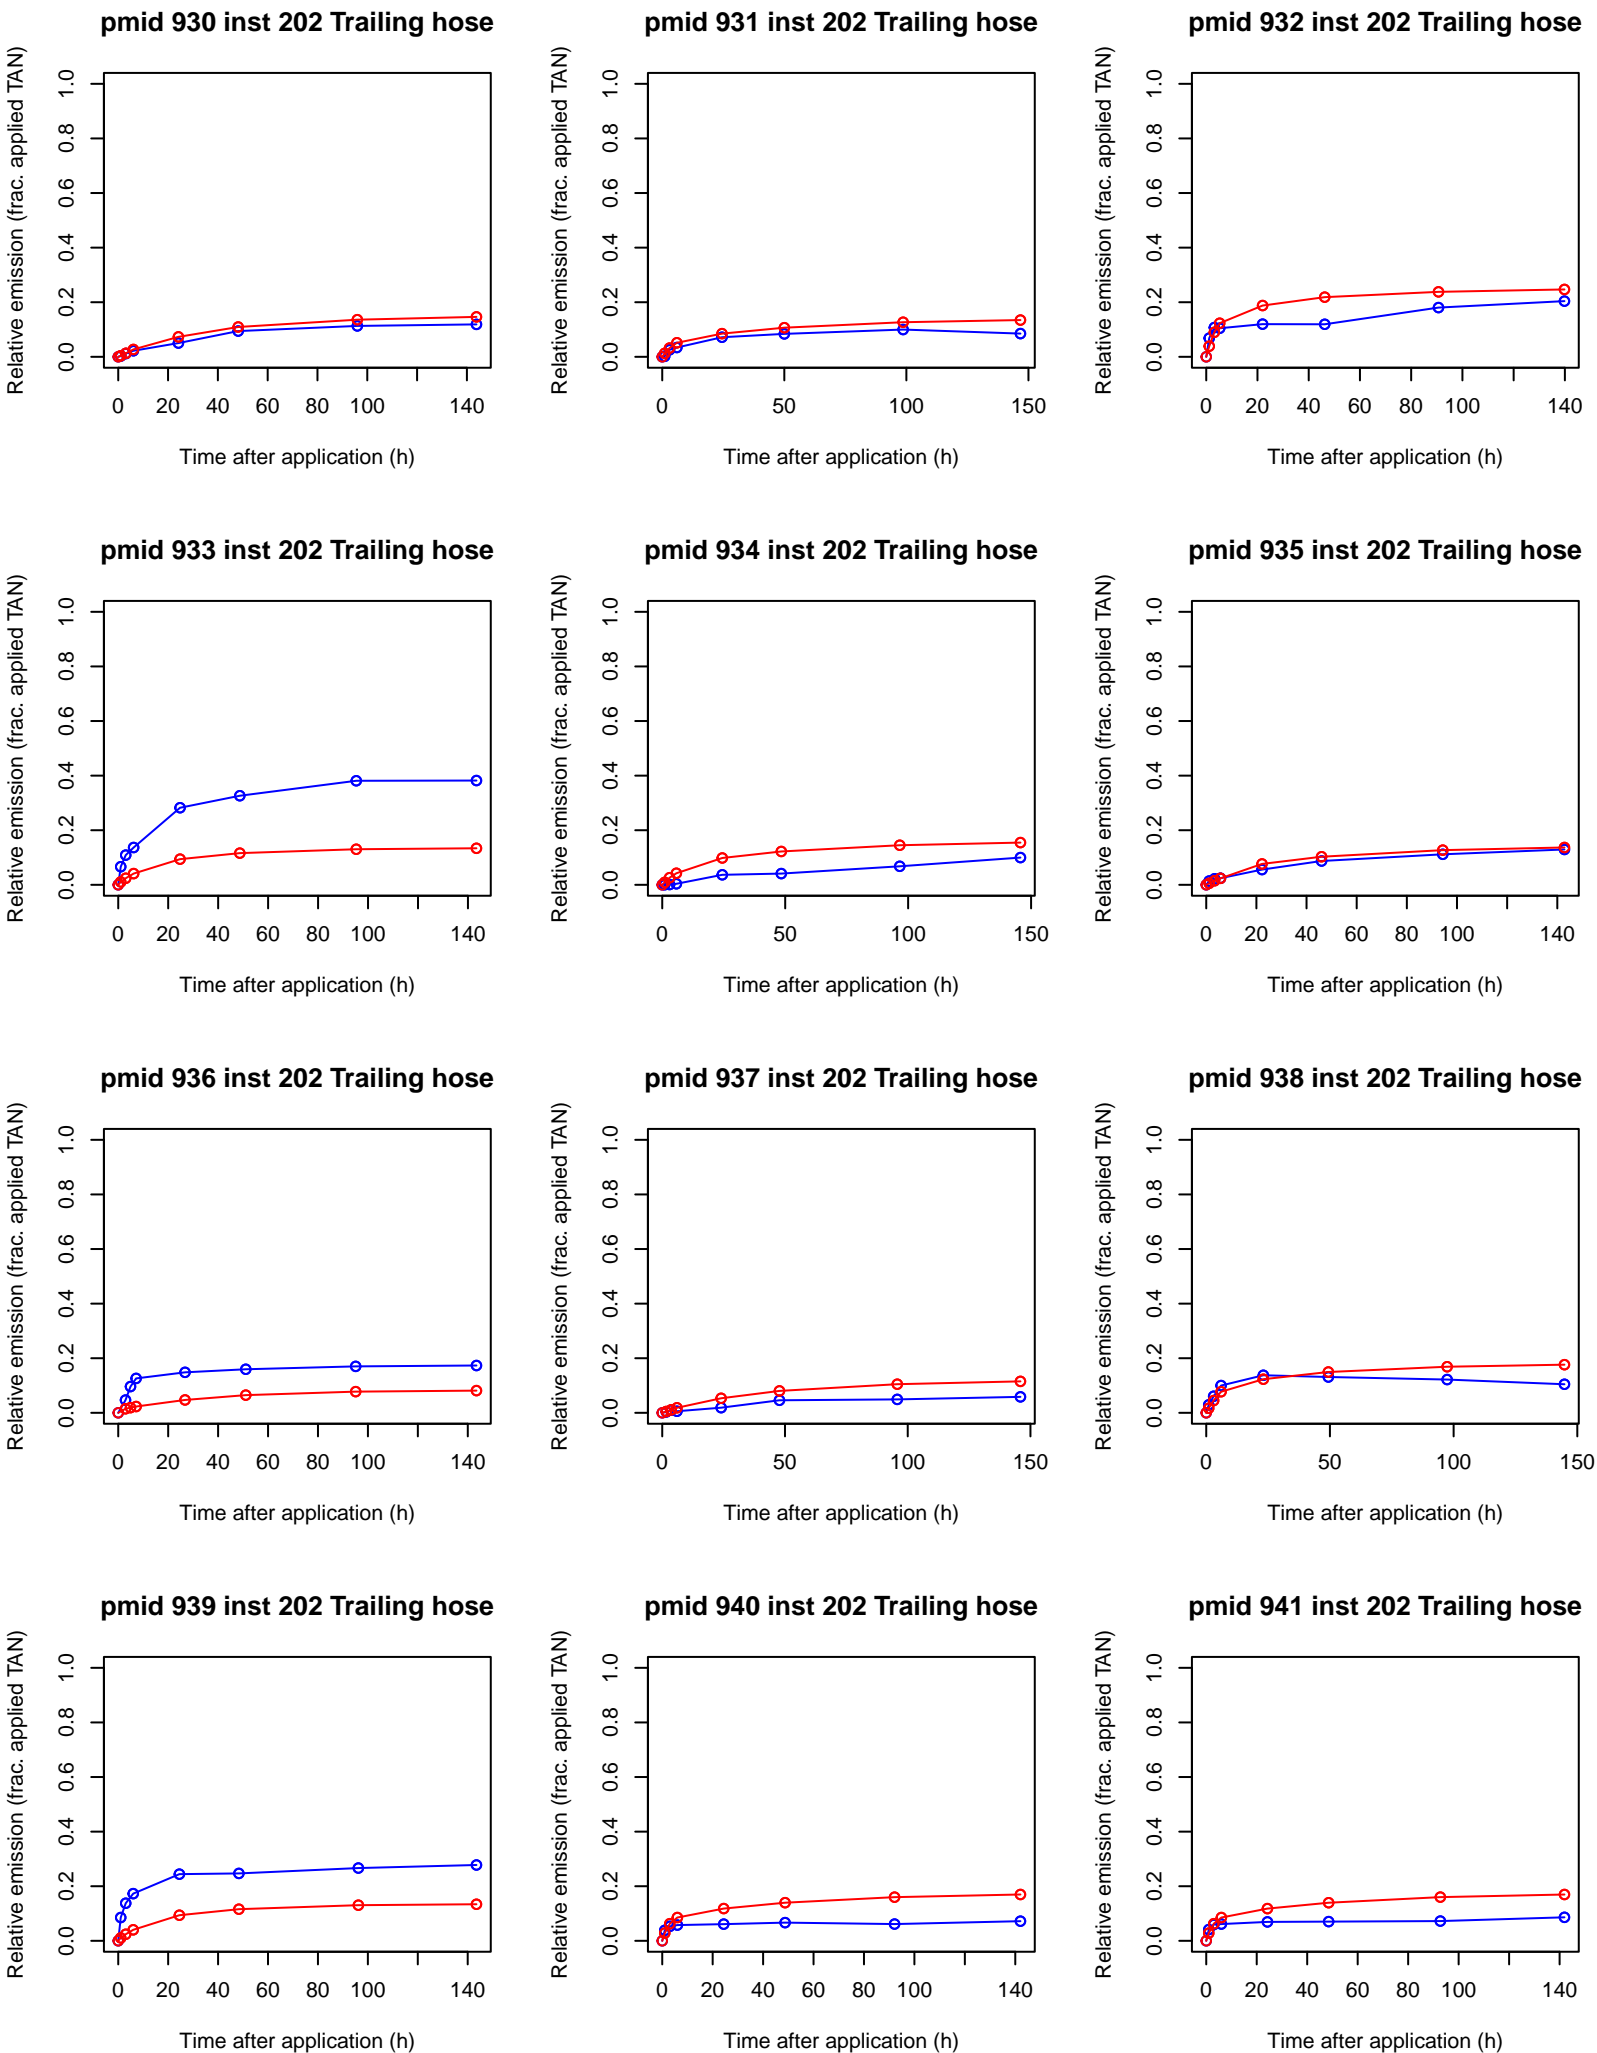 pmid 930 inst 202 Trailing hose
Relative emission (frac. applied TAN)
0.0 0.2 0.4 0.6 0.8 1.0
0 20 40 60 80 100 140
Time after application (h)
pmid 931 inst 202 Trailing hose
Relative emission (frac. applied TAN)
0.0 0.2 0.4 0.6 0.8 1.0
0 50 100 150
Time after application (h)
pmid 932 inst 202 Trailing hose
Relative emission (frac. applied TAN)
0.0 0.2 0.4 0.6 0.8 1.0
0 20 40 60 80 100 140
Time after application (h)
pmid 933 inst 202 Trailing hose
Relative emission (frac. applied TAN)
0.0 0.2 0.4 0.6 0.8 1.0
0 20 40 60 80 100 140
Time after application (h)
pmid 934 inst 202 Trailing hose
Relative emission (frac. applied TAN)
0.0 0.2 0.4 0.6 0.8 1.0
0 50 100 150
Time after application (h)
pmid 935 inst 202 Trailing hose
Relative emission (frac. applied TAN)
0.0 0.2 0.4 0.6 0.8 1.0
0 20 40 60 80 100 140
Time after application (h)
pmid 936 inst 202 Trailing hose
Relative emission (frac. applied TAN)
0.0 0.2 0.4 0.6 0.8 1.0
0 20 40 60 80 100 140
Time after application (h)
pmid 937 inst 202 Trailing hose
Relative emission (frac. applied TAN)
0.0 0.2 0.4 0.6 0.8 1.0
0 50 100 150
Time after application (h)
pmid 938 inst 202 Trailing hose
Relative emission (frac. applied TAN)
0.0 0.2 0.4 0.6 0.8 1.0
0 50 100 150
Time after application (h)
pmid 939 inst 202 Trailing hose
Relative emission (frac. applied TAN)
0.0 0.2 0.4 0.6 0.8 1.0
0 20 40 60 80 100 140
Time after application (h)
pmid 940 inst 202 Trailing hose
Relative emission (frac. applied TAN)
0.0 0.2 0.4 0.6 0.8 1.0
0 20 40 60 80 100 140
Time after application (h)
pmid 941 inst 202 Trailing hose
Relative emission (frac. applied TAN)
0.0 0.2 0.4 0.6 0.8 1.0
0 20 40 60 80 100 140
Time after application (h)